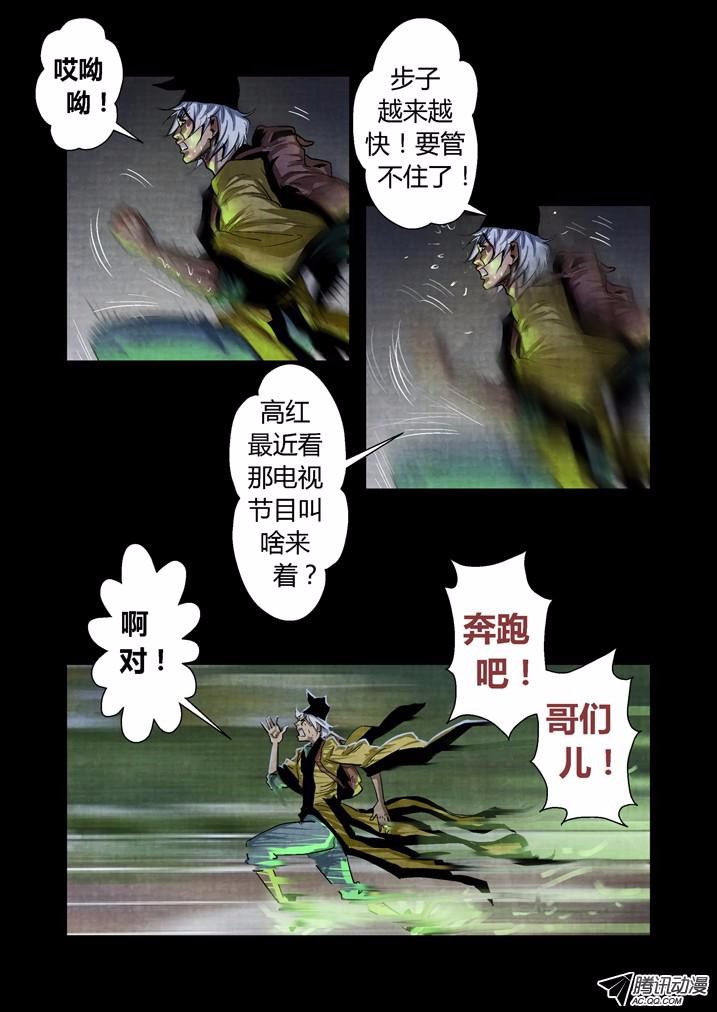 哎呦
呦！
步子
越来越
快！要管
不住了！
高红
最近看
那电视
节目叫
啥来
着？
啊
对！
奔跑
吧！
哥们
儿！
腾讯动漫
AC.QQ.COM